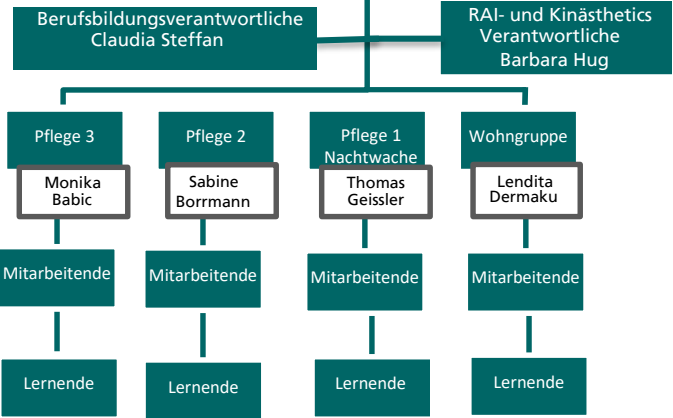 Berufsbildungsverantwortliche
Claudia Steffan
RAI- und Kinästhetics
Verantwortliche
Barbara Hug
Pflege 3
Monika
Babic
Mitarbeitende
Lernende
Pflege 2
Sabine
Borrmann
Mitarbeitende
Lernende
Pflege 1
Nachtwache
Thomas
Geissler
Mitarbeitende
Lernende
Wohngruppe
Lendita
Dermaku
Mitarbeitende
Lernende